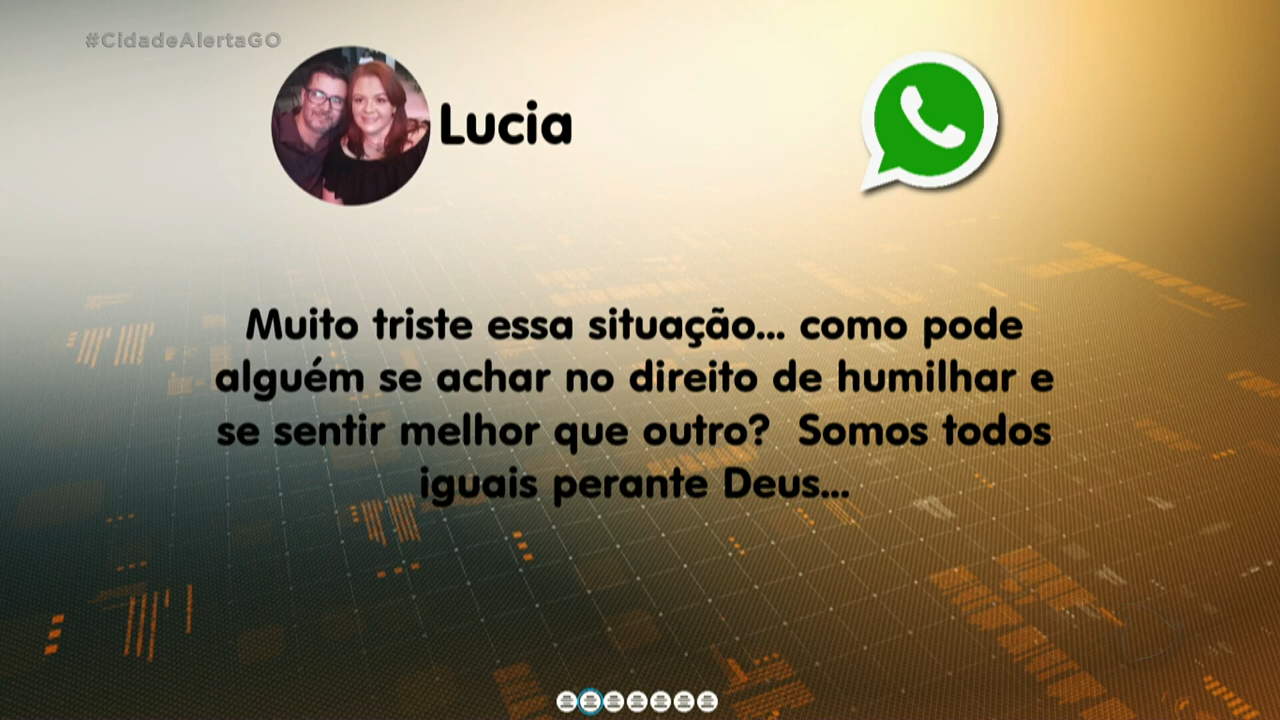 #CidadeAlertaGO
Lucia
Muito triste essa situação... como pode
alguém se achar no direito de humilhar e
se sentir melhor que outro?  Somos todos
iguais perante Deus...